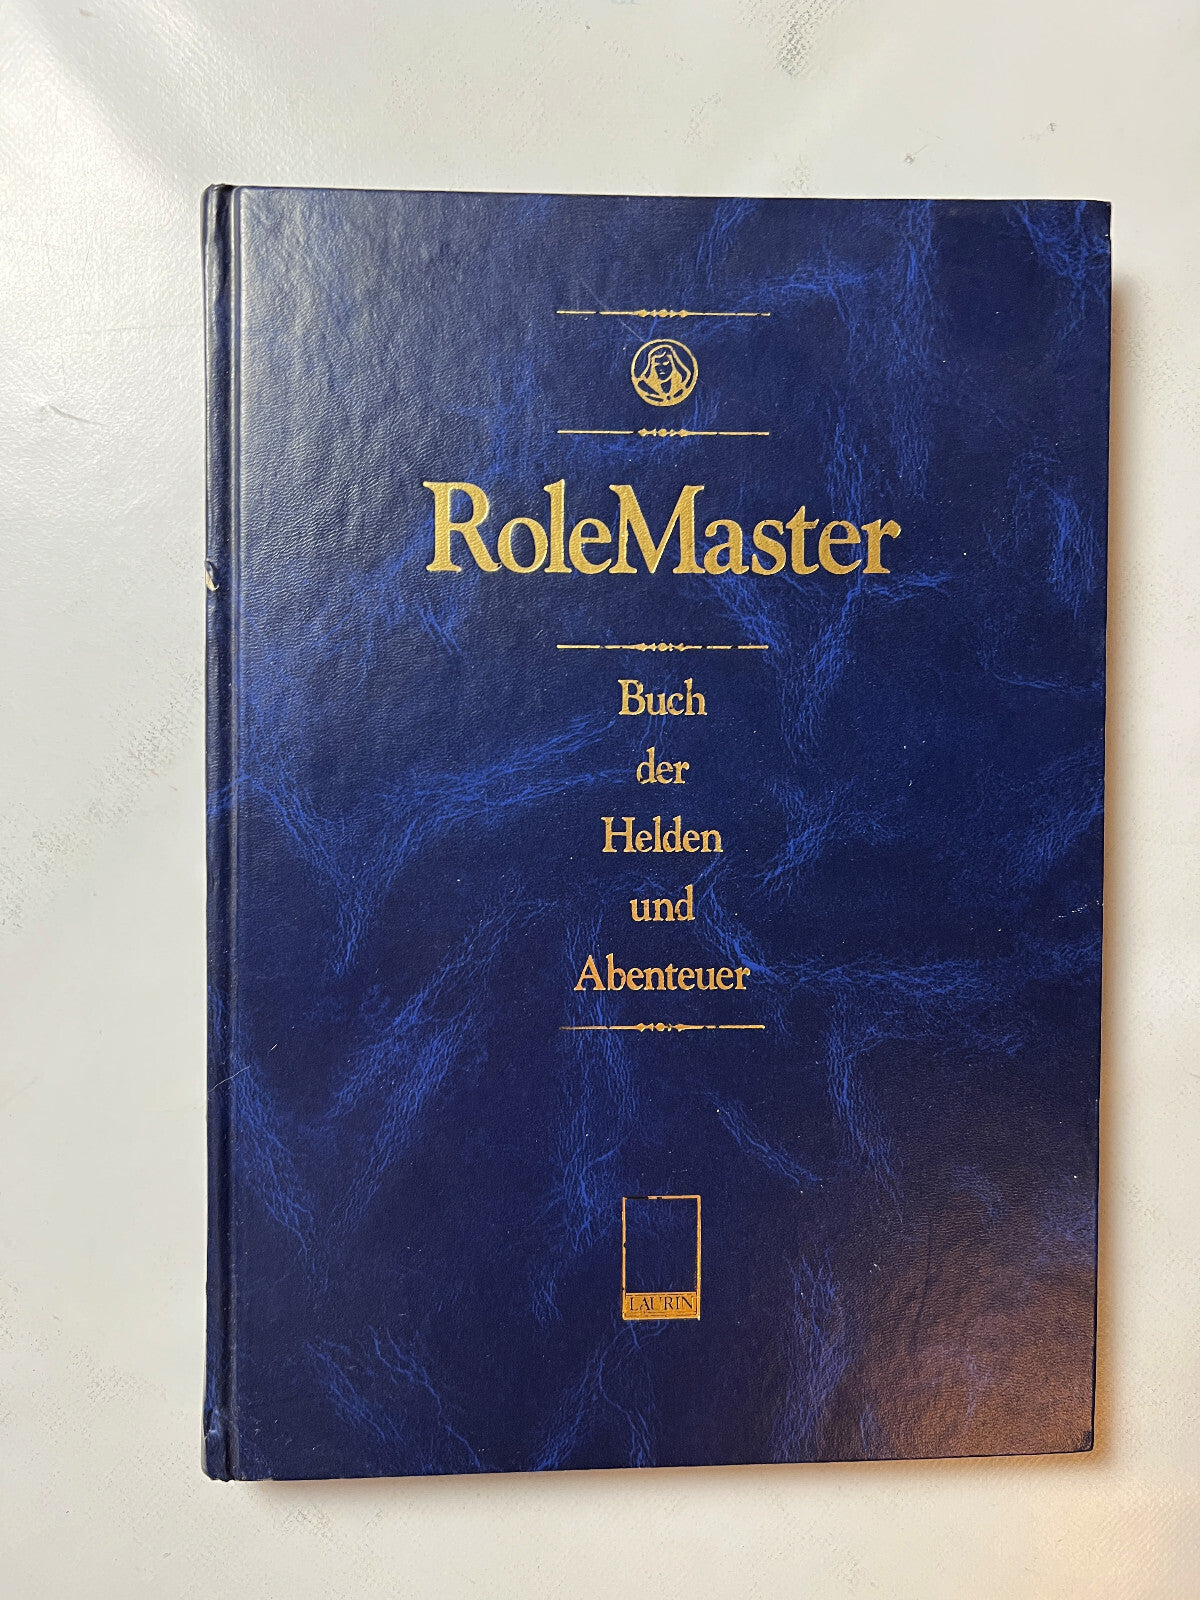 RoleMaster
Buch
der
Helden
und
Abenteuer
LAURIN